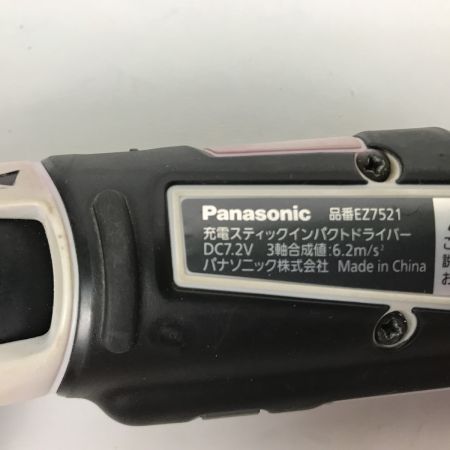 Panasonic 品番EZ7521
充電スティックインパクトドライバー
DC7.2V 3軸合成値:6.2m/s²
パナソニック株式会社 Made in China
説
お